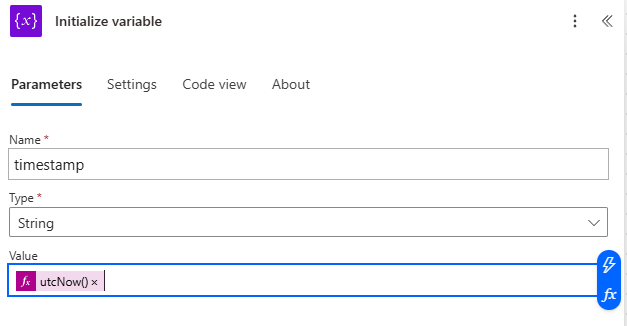 {x} Initialize variable
Parameters Settings Code view About
Name *
timestamp
Type *
String
Value
fx utcNow() ×
fx